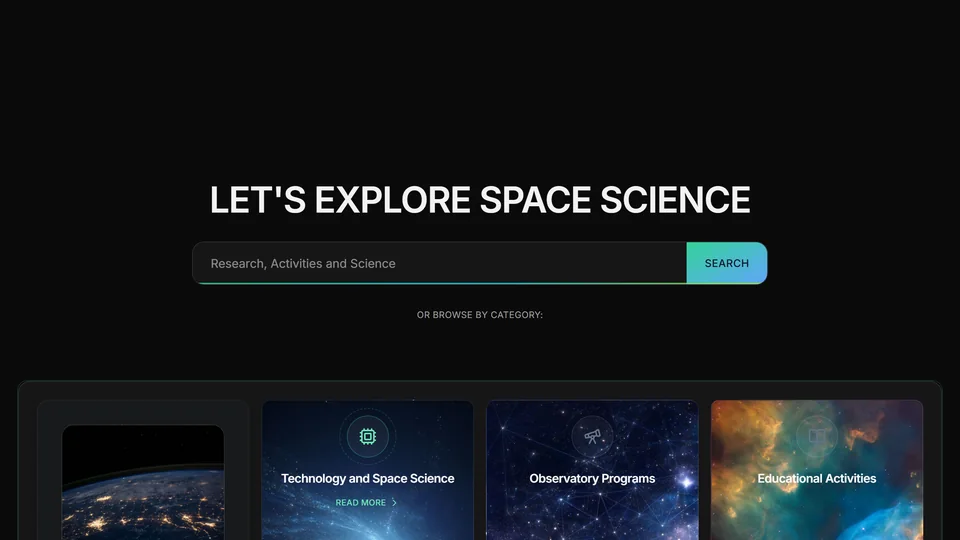 LET'S EXPLORE SPACE SCIENCE
Research, Activities and Science
SEARCH
OR BROWSE BY CATEGORY:
Technology and Space Science
READ MORE
Observatory Programs
Educational Activities